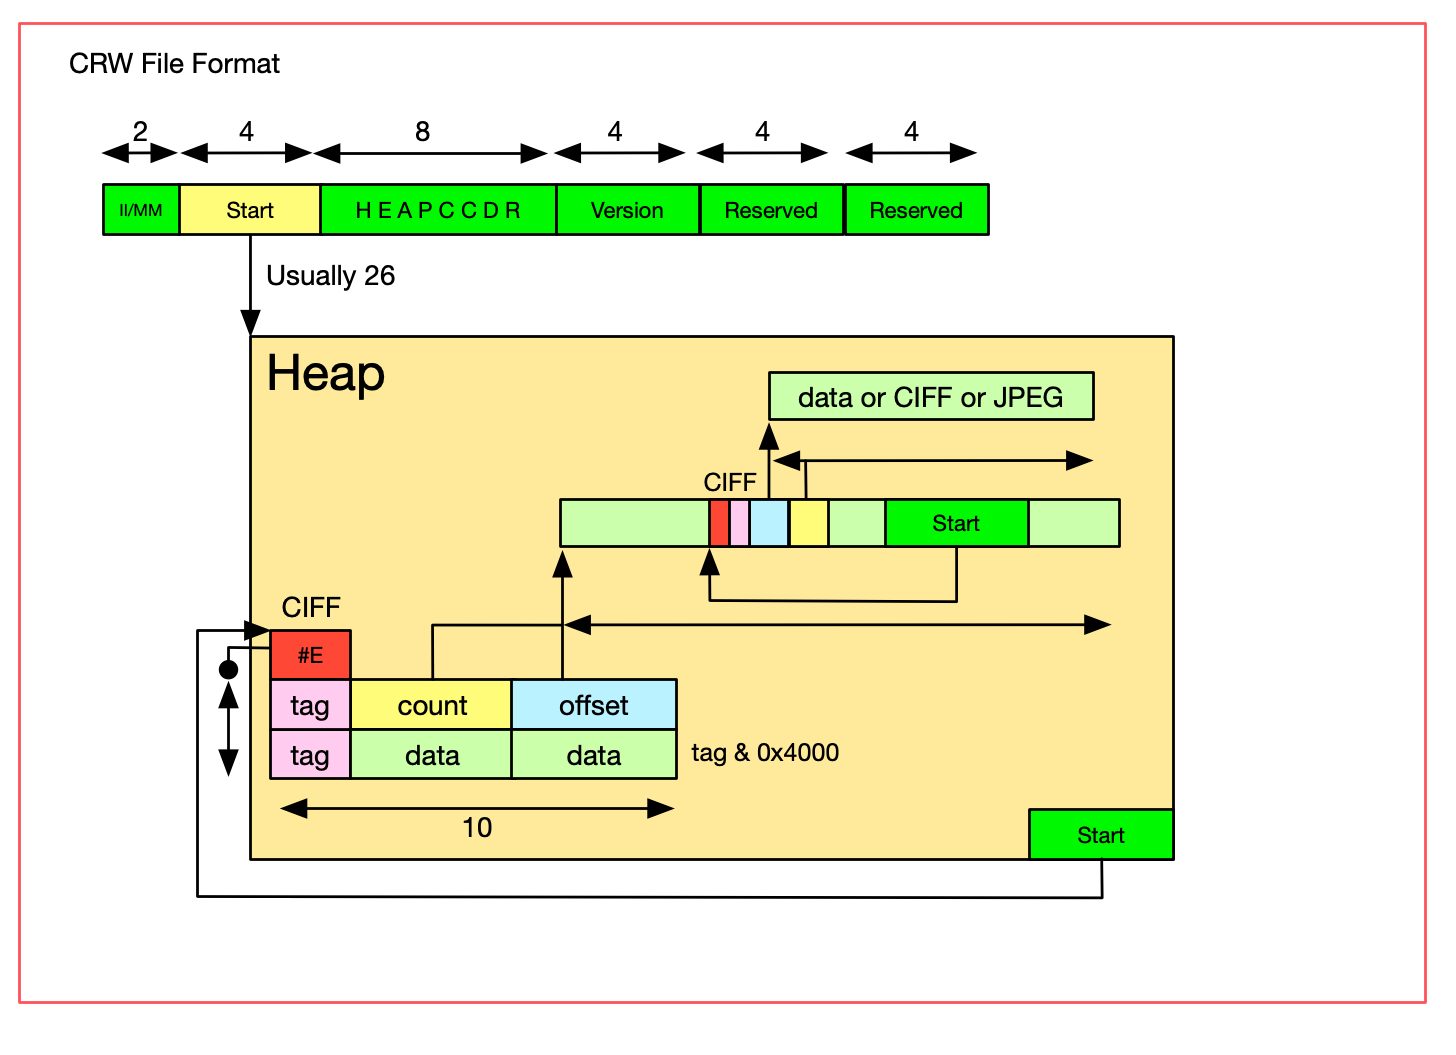 CRW File Format
2 4 8 4 4 4
II/MM Start H E A P C C D R Version Reserved Reserved
Usually 26
Heap
data or CIFF or JPEG
CIFF
Start
CIFF
#E
tag count offset
tag data data tag & 0x4000
10
Start